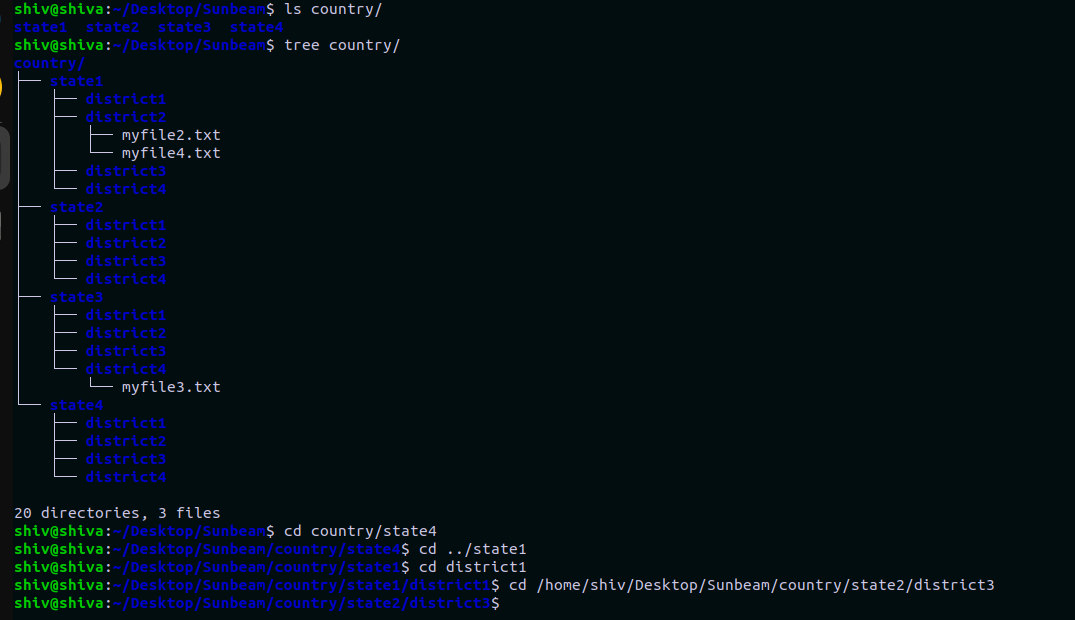 shiv@shiva:~/Desktop/Sunbeam$ ls country/
state1  state2  state3  state4
shiv@shiva:~/Desktop/Sunbeam$ tree country/
country/
├── state1
│   ├── district1
│   ├── district2
│   │   ├── myfile2.txt
│   │   └── myfile4.txt
│   ├── district3
│   └── district4
├── state2
│   ├── district1
│   ├── district2
│   ├── district3
│   └── district4
├── state3
│   ├── district1
│   ├── district2
│   ├── district3
│   └── district4
│       └── myfile3.txt
└── state4
    ├── district1
    ├── district2
    ├── district3
    └── district4
20 directories, 3 files
shiv@shiva:~/Desktop/Sunbeam$ cd country/state4
shiv@shiva:~/Desktop/Sunbeam/country/state4$ cd ../state1
shiv@shiva:~/Desktop/Sunbeam/country/state1$ cd district1
shiv@shiva:~/Desktop/Sunbeam/country/state1/district1$ cd /home/shiv/Desktop/Sunbeam/country/state2/district3
shiv@shiva:~/Desktop/Sunbeam/country/state2/district3$